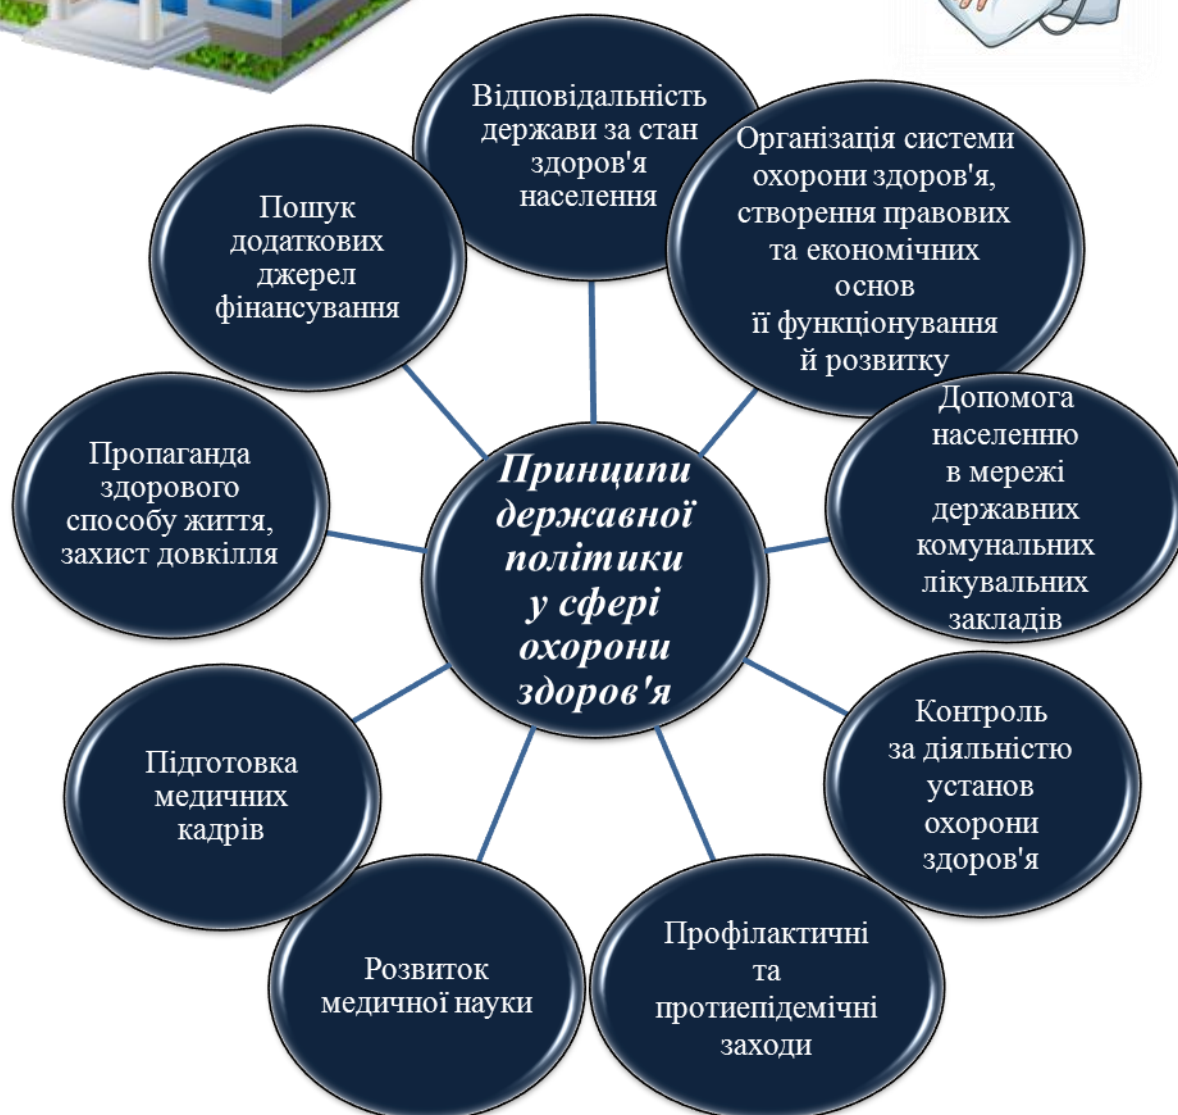 Відповідальність
держави за стан
здоров'я
населення
Організація системи
охорони здоров'я,
створення правових
та економічних
основ
її функціонування
й розвитку
Допомога
населенню
в мережі
державних
комунальних
лікувальних
закладів
Контроль
за діяльністю
установ
охорони
здоров'я
Профілактичні
та
протиепідемічні
заходи
Розвиток
медичної науки
Підготовка
медичних
кадрів
Пропаганда
здорового
способу життя,
захист довкілля
Пошук
додаткових
джерел
фінансування
Принципи
державної
політики
у сфері
охорони
здоров'я